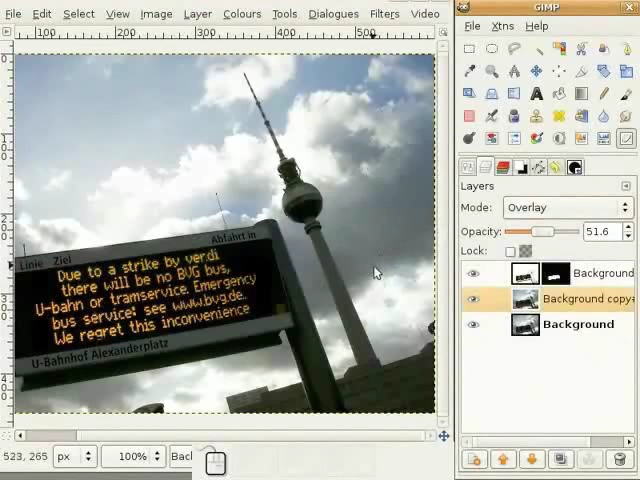 GIMP
File Select View Image Layer Colours Tools Dialogues Filters Video
File Xtns Help
100 200 300 400 500
Layers
Mode: Overlay
Opacity: 51.6
Lock:
Background
Background copy
Background
Linie Ziel Abfahrt in
Due to a strike by verdi
there will be no BVG bus,
U-bahn or tramservice. Emergency
bus service: see www.bvg.de.
We regret this inconvenience
U-Bahnhof Alexanderplatz
523, 265 px 100% Bac